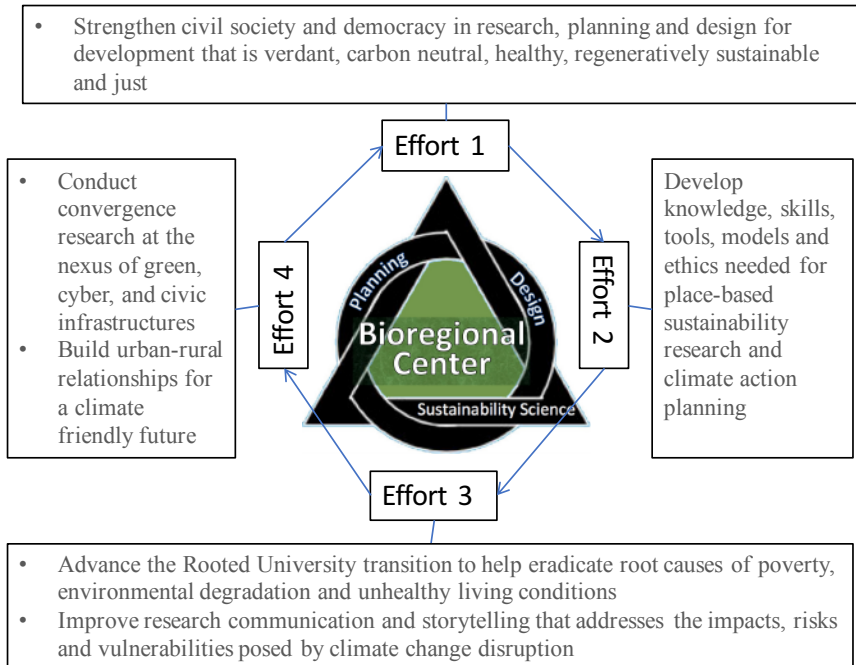 • Strengthen civil society and democracy in research, planning and design for
development that is verdant, carbon neutral, healthy, regeneratively sustainable
and just
Effort 1
• Conduct
convergence
research at the
nexus of green,
cyber, and civic
infrastructures
• Build urban-rural
relationships for
a climate
friendly future
Effort 4
Planning
Design
Bioregional
Center
Sustainability Science
Effort 2
Develop
knowledge, skills,
tools, models and
ethics needed for
place-based
sustainability
research and
climate action
planning
Effort 3
• Advance the Rooted University transition to help eradicate root causes of poverty,
environmental degradation and unhealthy living conditions
• Improve research communication and storytelling that addresses the impacts, risks
and vulnerabilities posed by climate change disruption